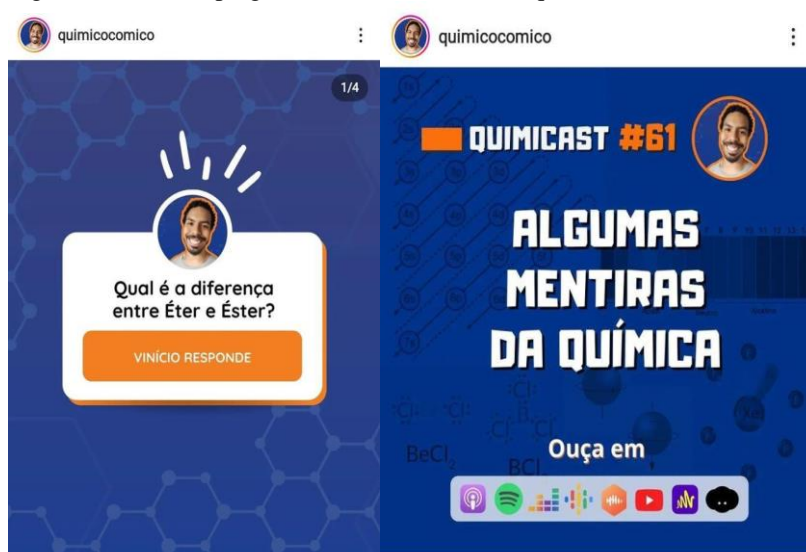 quimicocomico
1/4
Qual é a diferença
entre Éter e Éster?
VINÍCIO RESPONDE
quimicocomico
QUIMICAST #61
ALGUMAS
MENTIRAS
DA QUÍMICA
BeCl2
BCl
Ouça em